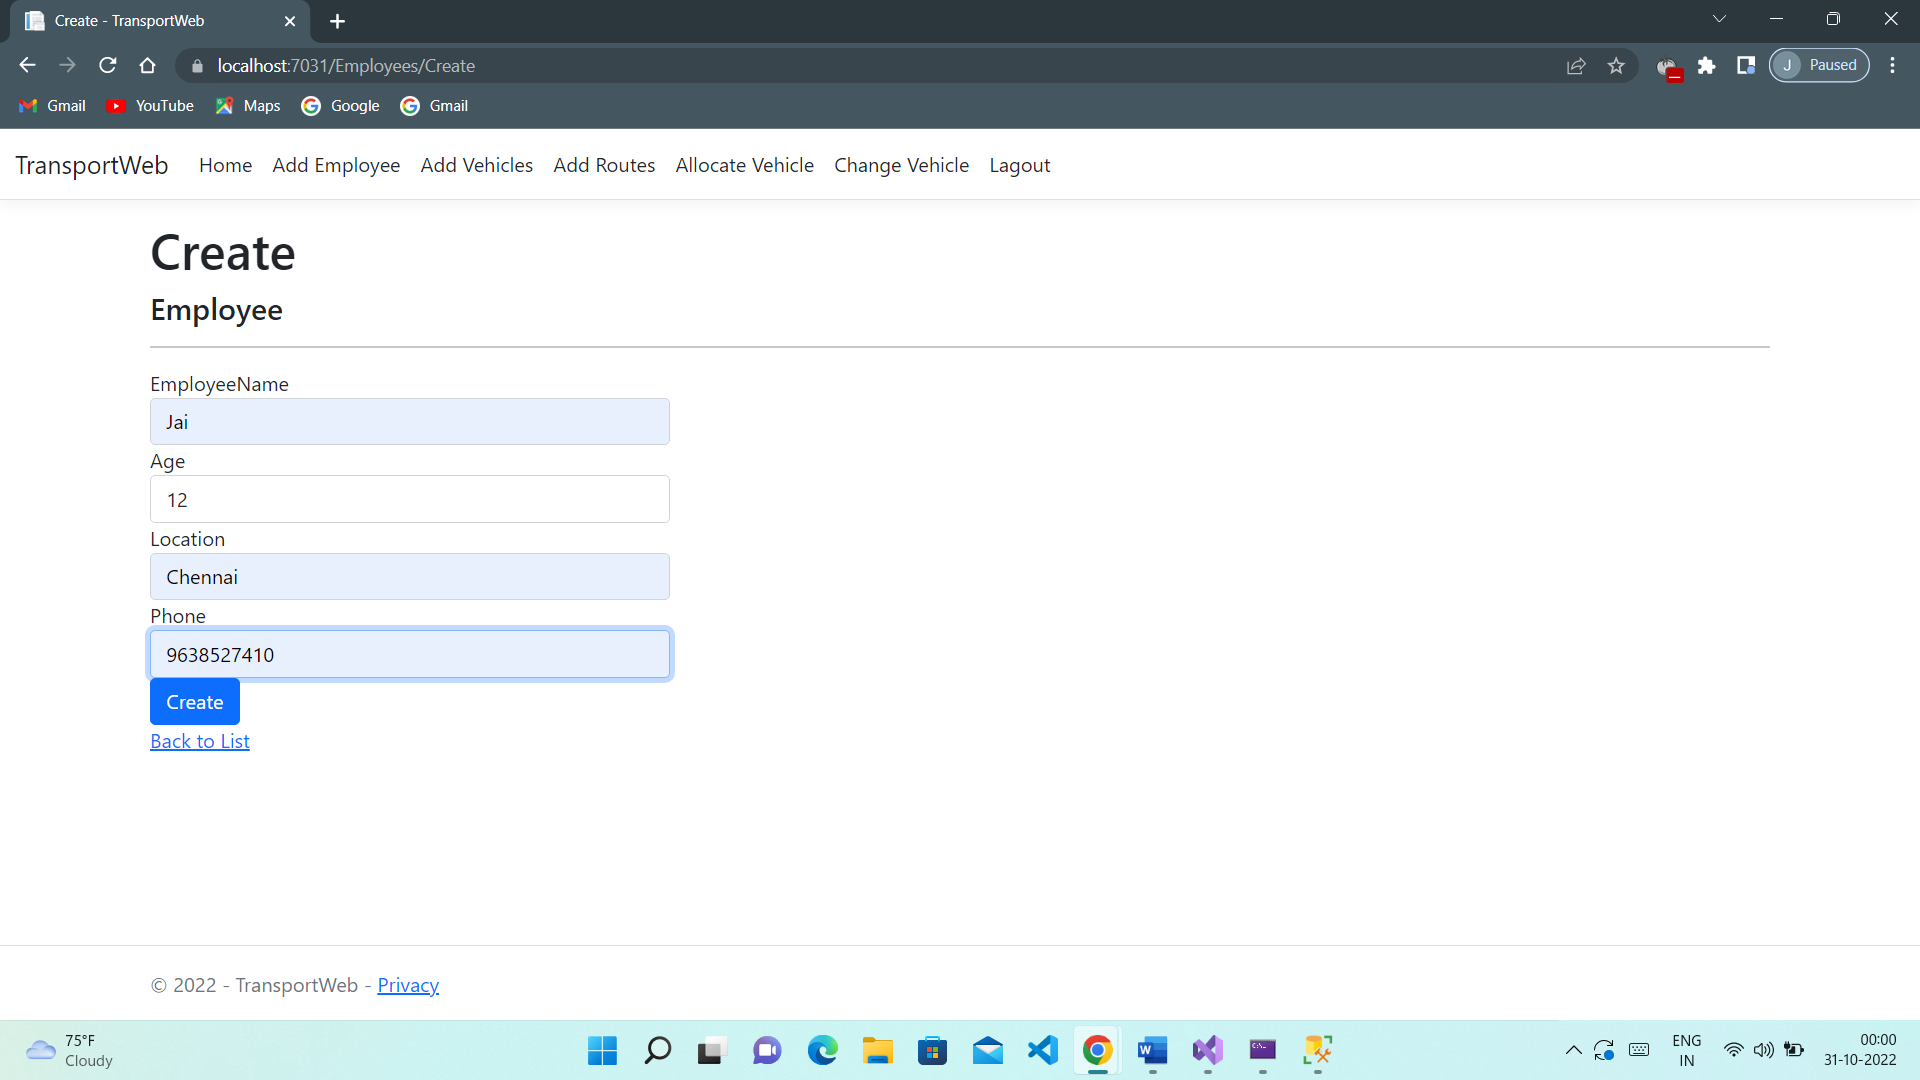 Create - TransportWeb
localhost:7031/Employees/Create
J Paused
Gmail YouTube Maps Google Gmail
TransportWeb Home Add Employee Add Vehicles Add Routes Allocate Vehicle Change Vehicle Lagout
Create
Employee
EmployeeName
Jai
Age
12
Location
Chennai
Phone
9638527410
Create
Back to List
© 2022 - TransportWeb - Privacy
75°F
Cloudy
ENG
IN
00:00
31-10-2022